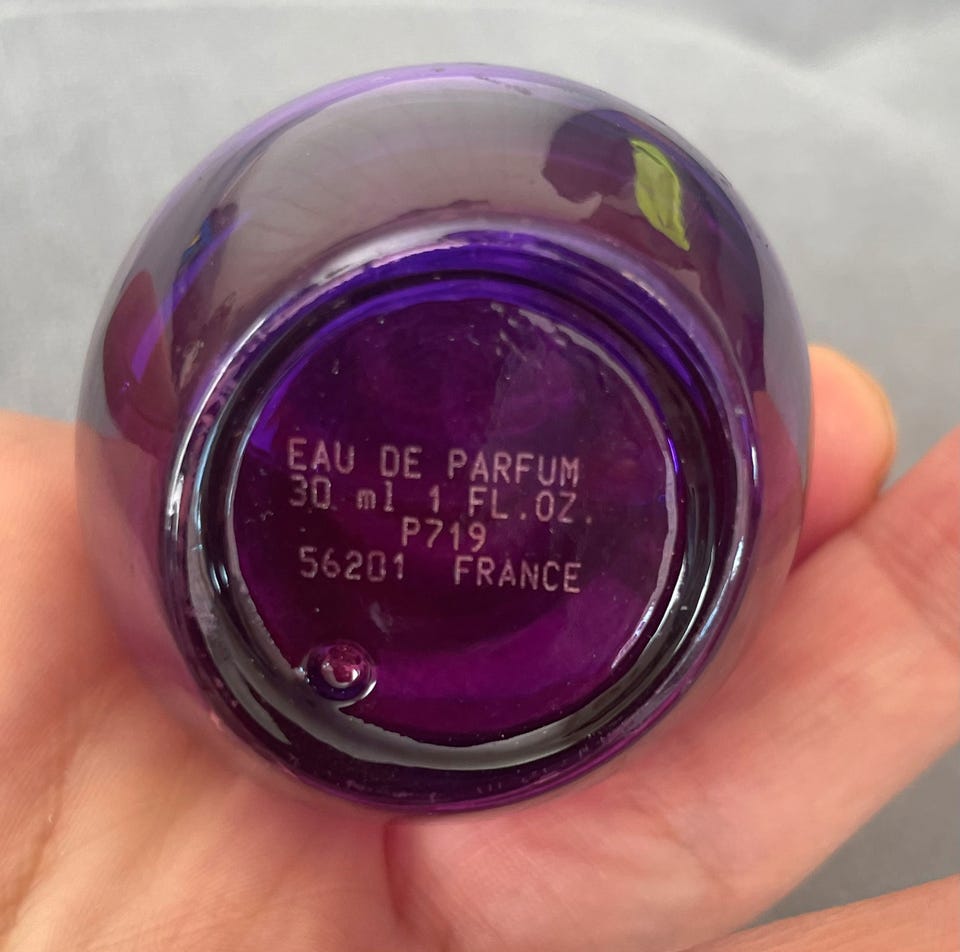 EAU DE PARFUM
30 ml 1 FL.OZ.
P719
56201 FRANCE